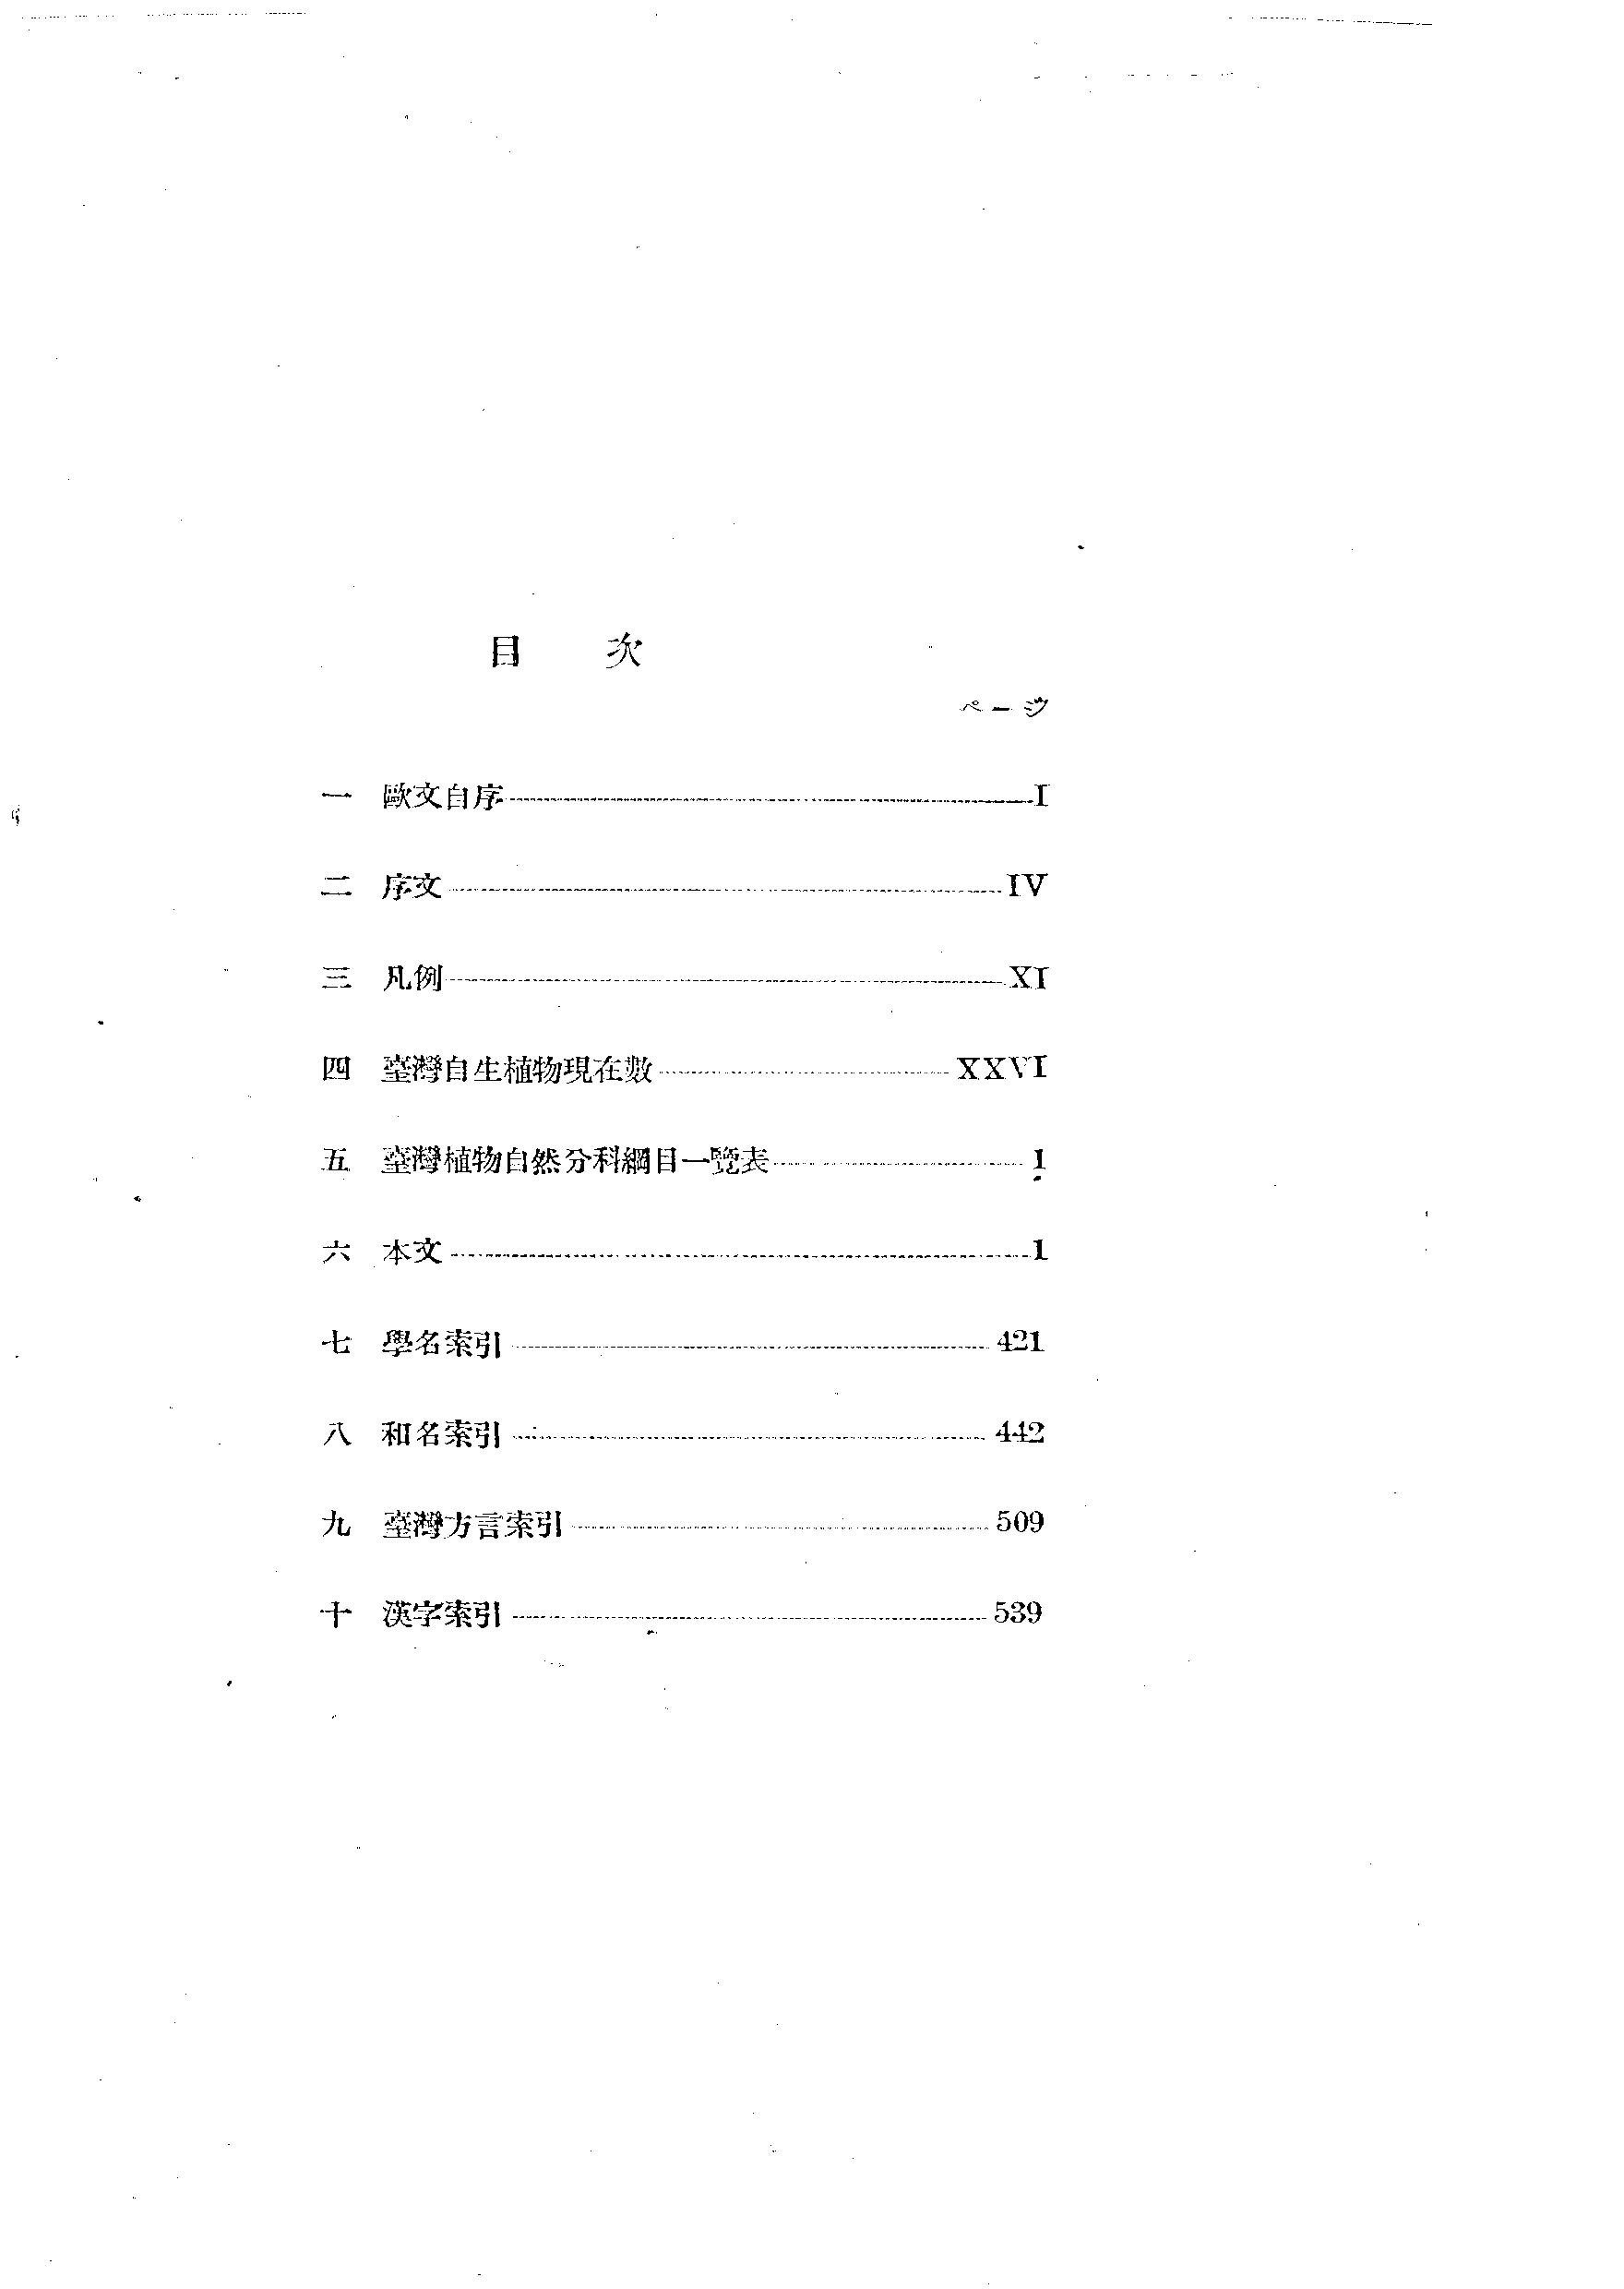 目 次
ページ
一 歐文自序 I
二 序文 IV
三 凡例 XI
四 臺灣自生植物現在數 XXVI
五 臺灣植物自然分科綱目一覽表 I
六 本文 1
七 學名索引 421
八 和名索引 442
九 臺灣方言索引 509
十 漢字索引 539